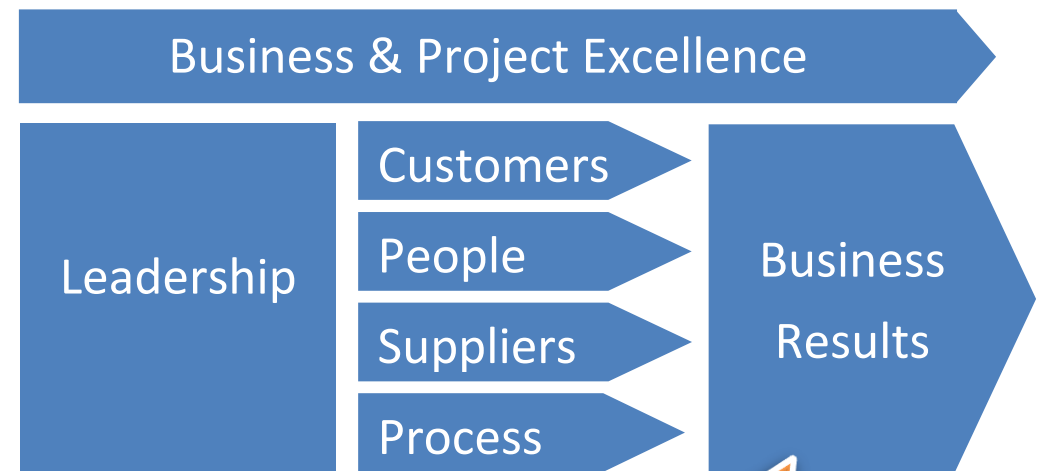 Business & Project Excellence
Leadership
Customers
People
Suppliers
Process
Business
Results